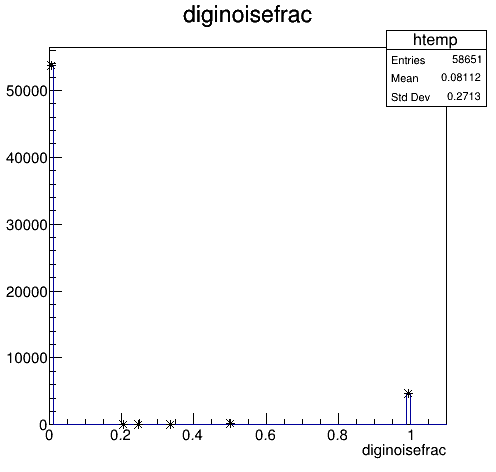 diginoisefrac
htemp
Entries 58651
Mean 0.08112
Std Dev 0.2713
50000
40000
30000
20000
10000
0
0 0.2 0.4 0.6 0.8 1
diginoisefrac